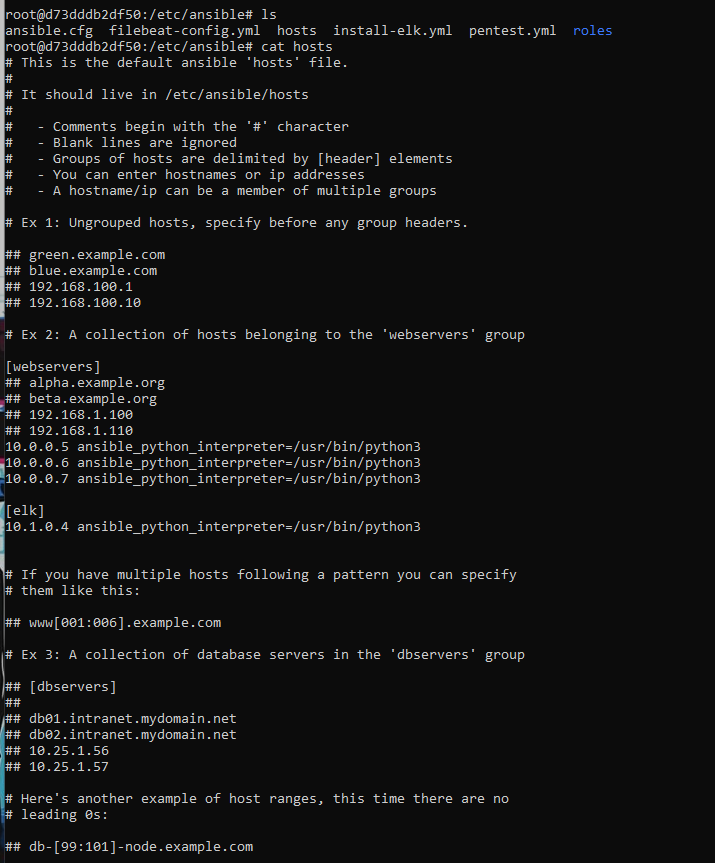 root@d73dddb2df50:/etc/ansible# ls
ansible.cfg  filebeat-config.yml  hosts  install-elk.yml  pentest.yml  roles
root@d73dddb2df50:/etc/ansible# cat hosts
# This is the default ansible 'hosts' file.
#
# It should live in /etc/ansible/hosts
#
#   - Comments begin with the '#' character
#   - Blank lines are ignored
#   - Groups of hosts are delimited by [header] elements
#   - You can enter hostnames or ip addresses
#   - A hostname/ip can be a member of multiple groups

# Ex 1: Ungrouped hosts, specify before any group headers.

## green.example.com
## blue.example.com
## 192.168.100.1
## 192.168.100.10

# Ex 2: A collection of hosts belonging to the 'webservers' group

[webservers]
## alpha.example.org
## beta.example.org
## 192.168.1.100
## 192.168.1.110
10.0.0.5 ansible_python_interpreter=/usr/bin/python3
10.0.0.6 ansible_python_interpreter=/usr/bin/python3
10.0.0.7 ansible_python_interpreter=/usr/bin/python3

[elk]
10.1.0.4 ansible_python_interpreter=/usr/bin/python3


# If you have multiple hosts following a pattern you can specify
# them like this:

## www[001:006].example.com

# Ex 3: A collection of database servers in the 'dbservers' group

## [dbservers]
##
## db01.intranet.mydomain.net
## db02.intranet.mydomain.net
## 10.25.1.56
## 10.25.1.57

# Here's another example of host ranges, this time there are no
# leading 0s:

## db-[99:101]-node.example.com